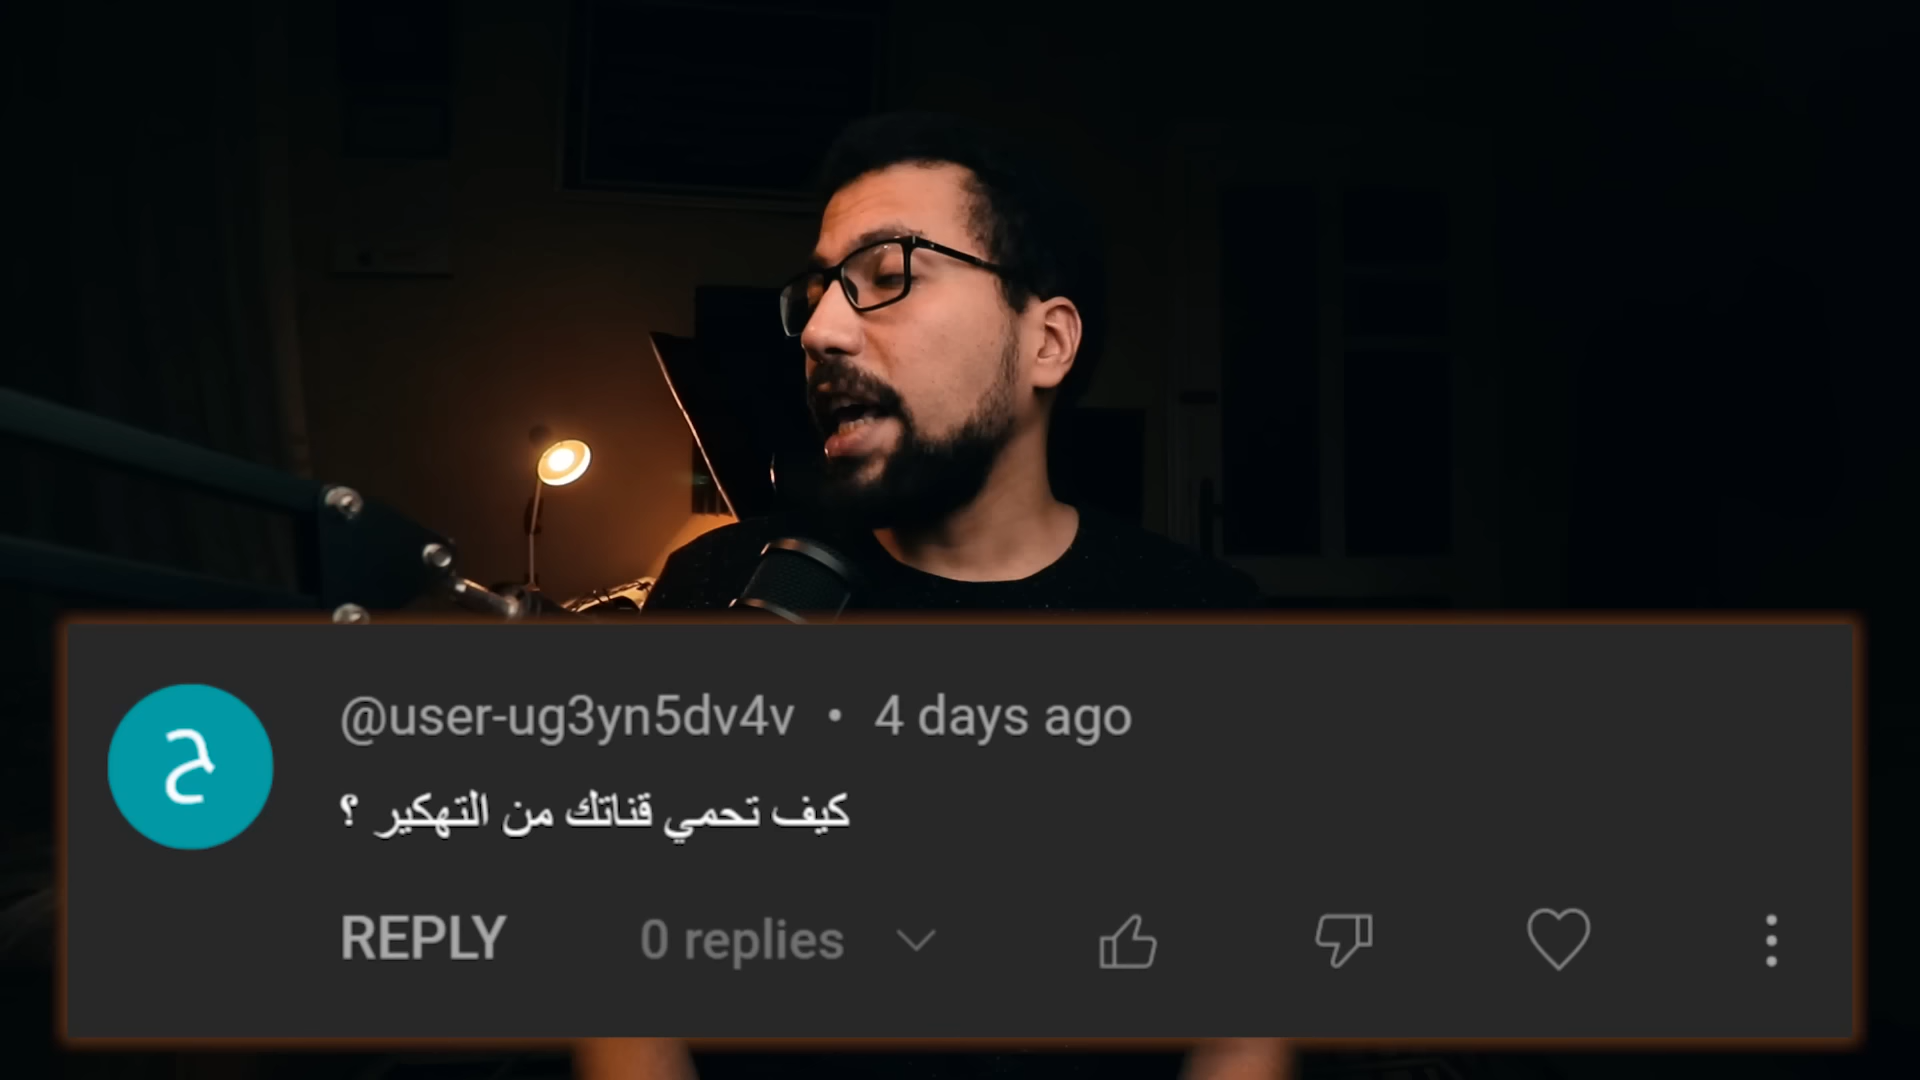 ح
@user-ug3yn5dv4v • 4 days ago
كيف تحمي قناتك من التهكير ؟
REPLY 0 replies